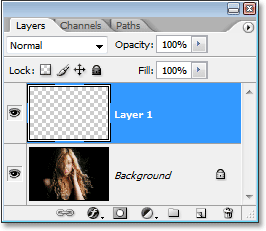 Layers Channels Paths
Normal Opacity: 100%
Lock: Fill: 100%
Layer 1
Background